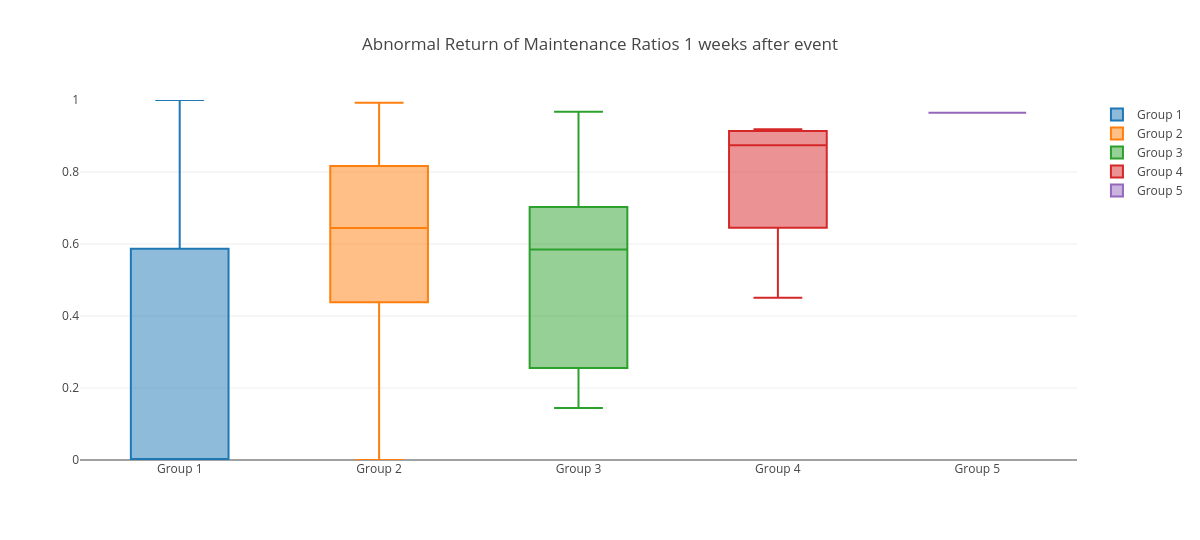 Abnormal Return of Maintenance Ratios 1 weeks after event
1
0.8
0.6
0.4
0.2
0
Group 1
Group 2
Group 3
Group 4
Group 5
Group 1
Group 2
Group 3
Group 4
Group 5